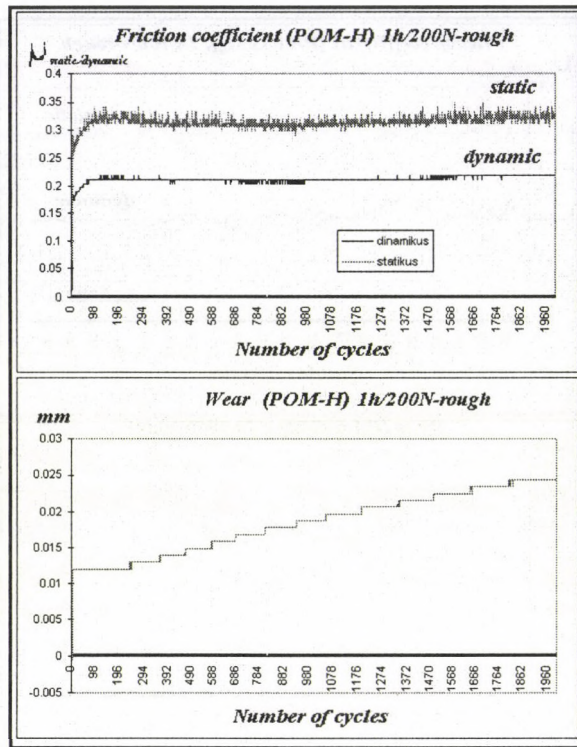 Friction coefficient (POM-H) 1h/200N-rough
μ static/dynamic
0.4
0.35
0.3
0.25
0.2
0.15
0.1
0.05
0
static
dynamic
dinamikus
statikus
0 98 196 294 392 490 588 686 784 882 980 1078 1176 1274 1372 1470 1568 1666 1764 1862 1960
Number of cycles
Wear (POM-H) 1h/200N-rough
mm
0.03
0.025
0.02
0.015
0.01
0.005
0
-0.005
0 98 196 294 392 490 588 686 784 882 980 1078 1176 1274 1372 1470 1568 1666 1764 1862 1960
Number of cycles